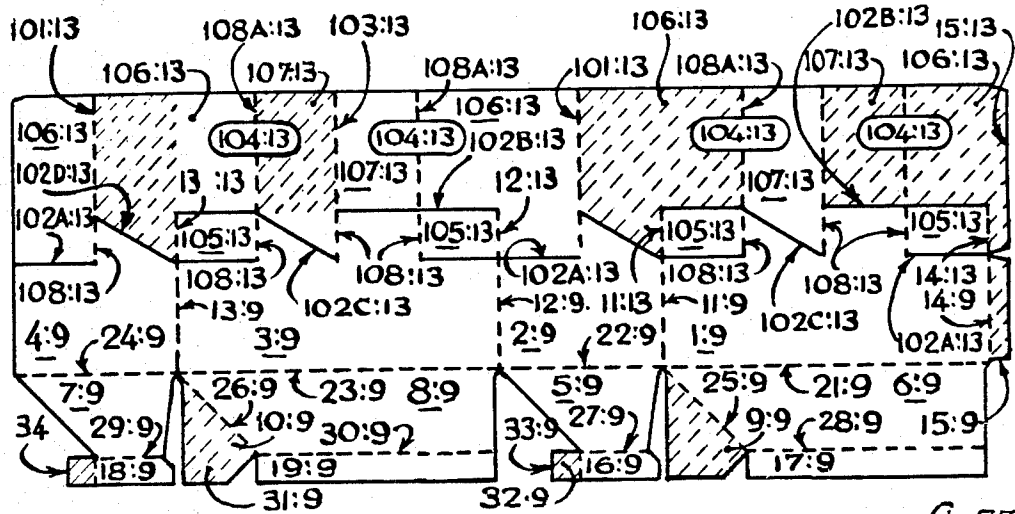 101:13 108A:13 103:13 106:13 102B:13 15:13
106:13 107:13 108A:13 101:13 108A:13 107:13 106:13
106:13 104:13 104:13 106:13 104:13 104:13
102D:13 13 :13 107:13 102B:13 12:13 107:13
102A:13 105:13 105:13 105:13 105:13
108:13 108:13 108:13 102A:13 108:13 108:13 14:13
13:9 102C:13 12:9 11:13 11:9 102C:13 14:9
4:9 24:9 3:9 2:9 22:9 1:9 102A:13
7:9 26:9 23:9 8:9 5:9 25:9 21:9 6:9
34 29:9 10:9 30:9 33:9 27:9 9:9 28:9 15:9
18:9 19:9 16:9 17:9
31:9 32:9